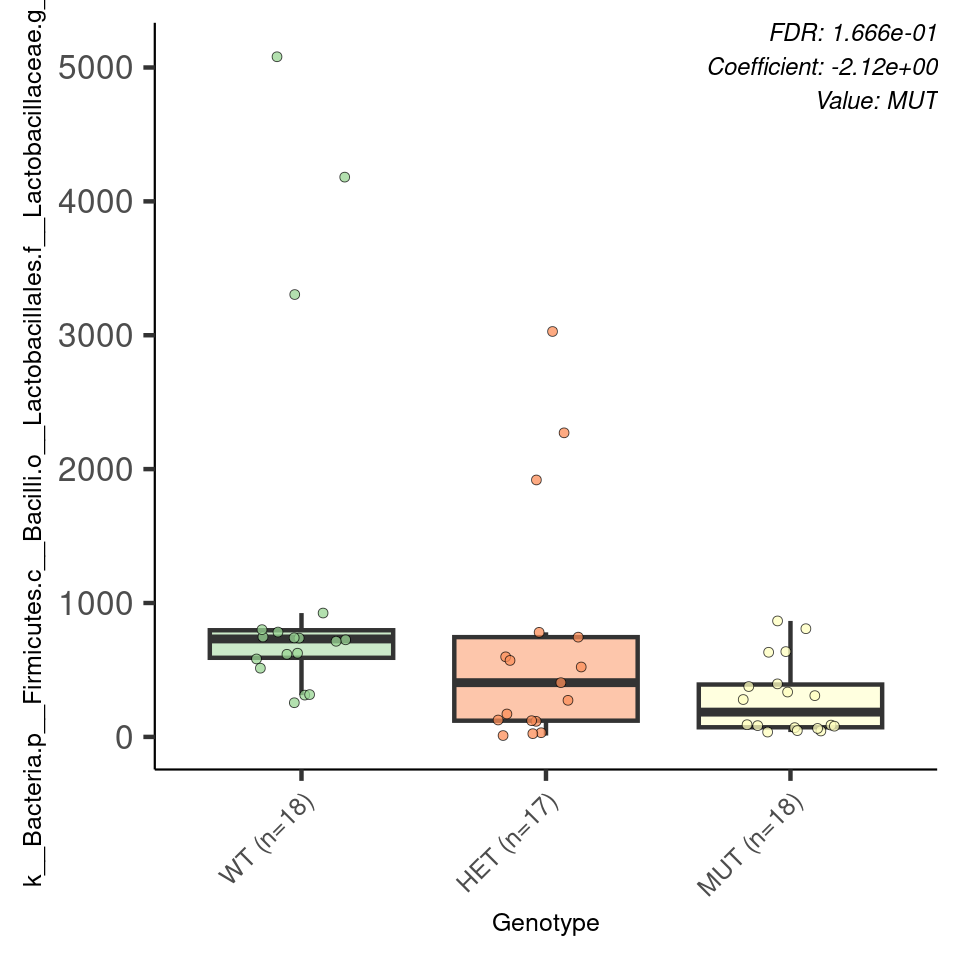 FDR: 1.666e-01
Coefficient: -2.12e+00
Value: MUT
k__Bacteria.p__Firmicutes.c__Bacilli.o__Lactobacillales.f__Lactobacillaceae.g_
5000
4000
3000
2000
1000
0
WT (n=18)
HET (n=17)
MUT (n=18)
Genotype